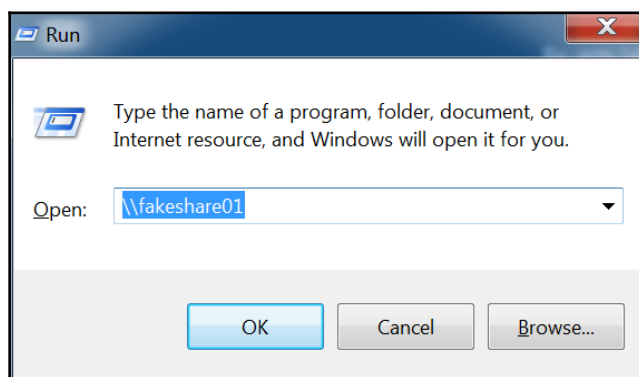 Run
Type the name of a program, folder, document, or
Internet resource, and Windows will open it for you.
Open:
\\fakeshare01
OK
Cancel
Browse...